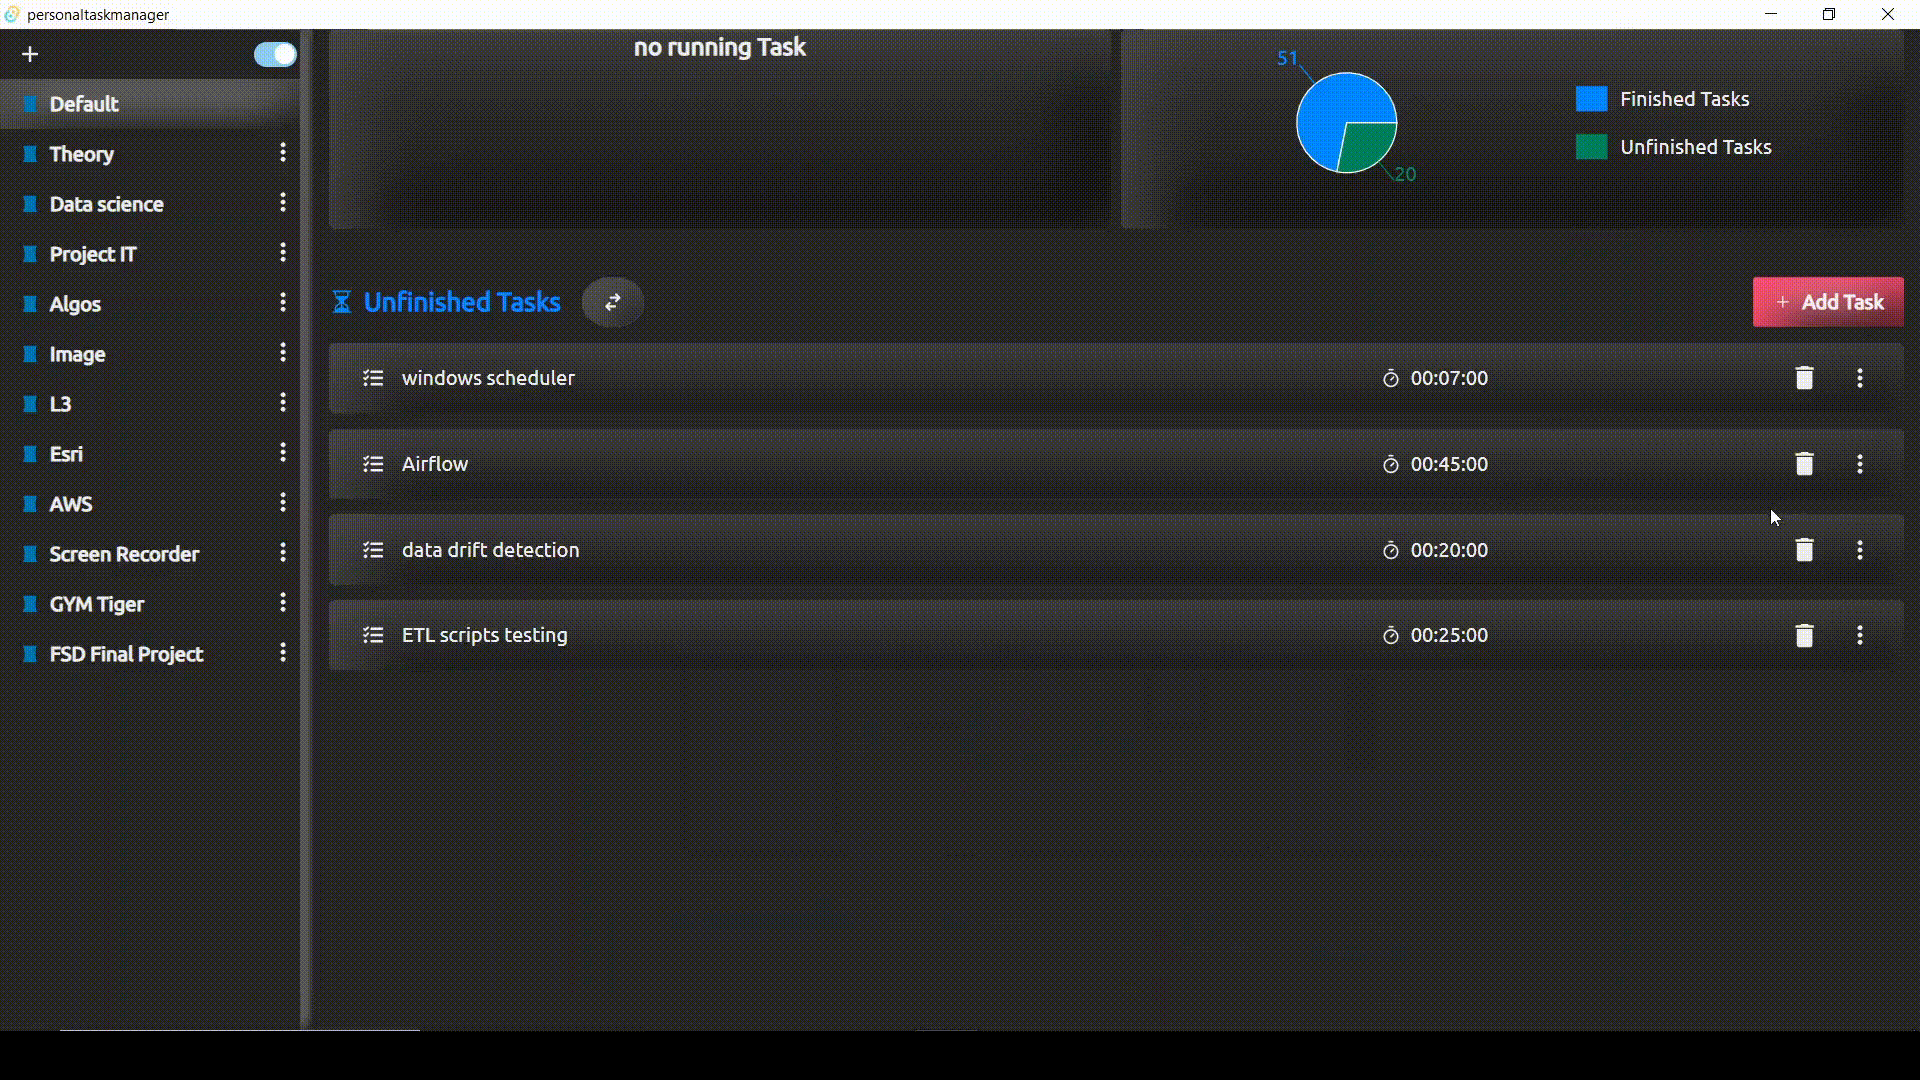 personaltaskmanager
Default
Theory
Data science
Project IT
Algos
Image
L3
Esri
AWS
Screen Recorder
GYM Tiger
FSD Final Project
no running Task
51
20
Finished Tasks
Unfinished Tasks
Unfinished Tasks
+ Add Task
windows scheduler 00:07:00
Airflow 00:45:00
data drift detection 00:20:00
ETL scripts testing 00:25:00